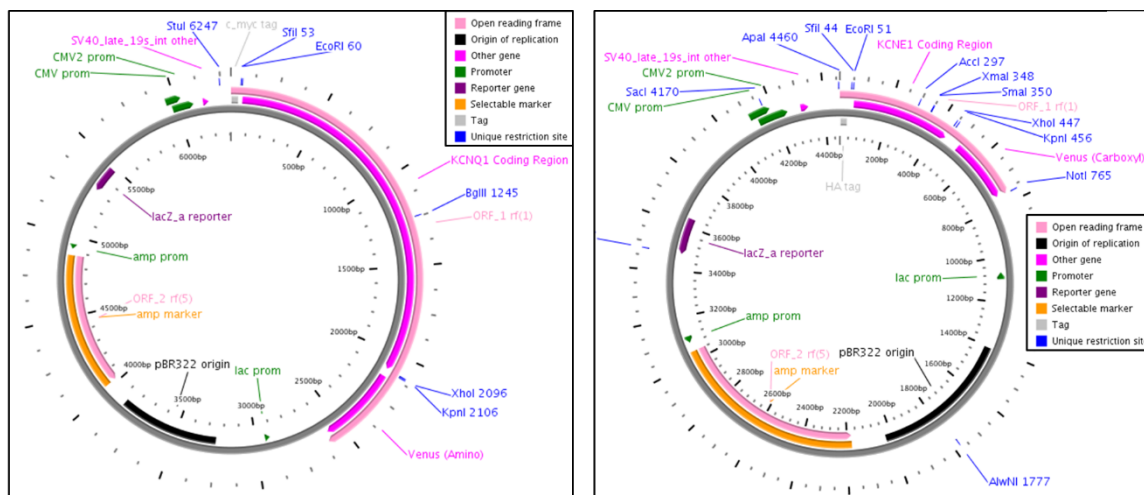 StuI 6247
c_myc tag
SfiI 53
EcoRI 60
SV40_late_19s_int other
CMV2 prom
CMV prom
Open reading frame
Origin of replication
Other gene
Promoter
Reporter gene
Selectable marker
Tag
Unique restriction site
6000bp
500bp
KCNQ1 Coding Region
5500bp
lacZ_a reporter
1000bp
BglII 1245
ORF_1 rf(1)
5000bp
amp prom
1500bp
ORF_2 rf(5)
4500bp
amp marker
2000bp
pBR322 origin
4000bp
lac prom
2500bp
XhoI 2096
KpnI 2106
3500bp
3000bp
Venus (Amino)
SfiI 44
EcoRI 51
ApaI 4460
KCNE1 Coding Region
SV40_late_19s_int other
AccI 297
CMV2 prom
XmaI 348
SacI 4170
SmaI 350
CMV prom
ORF_1 rf(1)
XhoI 447
KpnI 456
4400bp
200bp
4200bp
400bp
Venus (Carboxyl)
HA tag
4000bp
NotI 765
600bp
3800bp
800bp
3600bp
lacZ_a reporter
1000bp
Open reading frame
Origin of replication
Other gene
Promoter
Reporter gene
Selectable marker
Tag
Unique restriction site
3400bp
lac prom
1200bp
3200bp
amp prom
1400bp
3000bp
ORF_2 rf(5)
pBR322 origin
1600bp
amp marker
2800bp
1800bp
2600bp
2400bp
2200bp
2000bp
AlwNI 1777